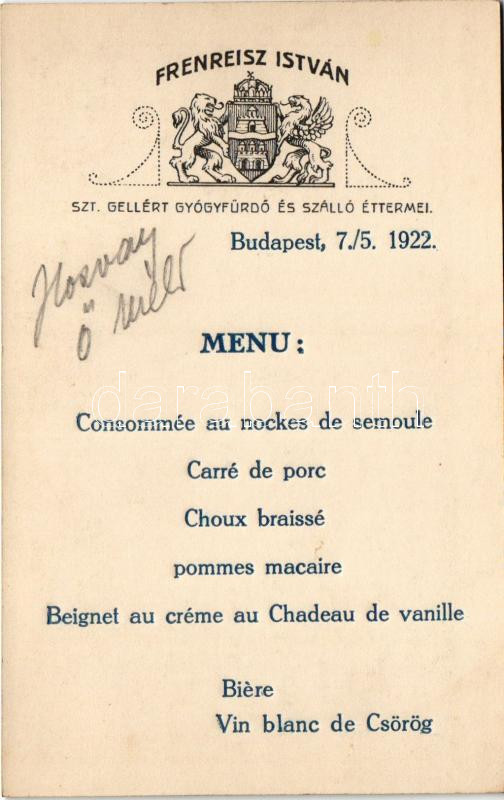 FRENREISZ ISTVÁN
SZT. GELLÉRT GYÓGYFÜRDŐ ÉS SZÁLLÓ ÉTTERMEI.
Budapest, 7./5. 1922.
Ő
MENU:
darabanth
Consommée au nockes de semoule
Carré de porc
Choux braissé
pommes macaire
Beignet au créme au Chadeau de vanille
Bière
Vin blanc de Csörög